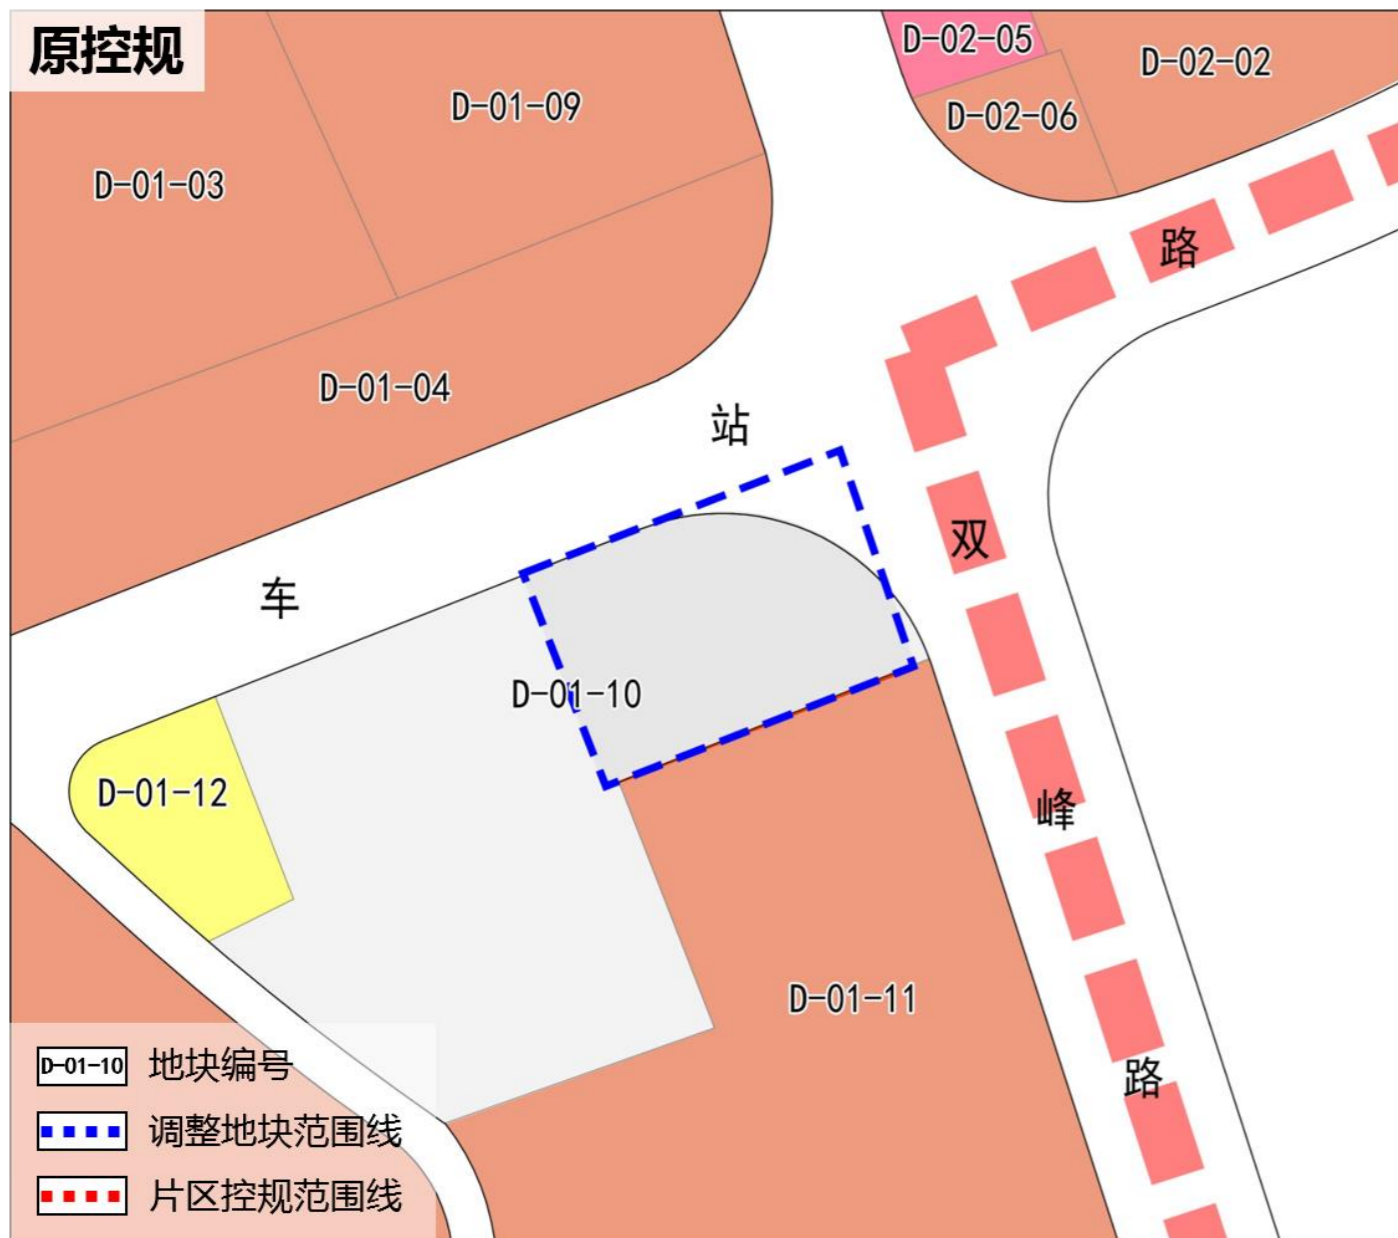 原控规
D-02-05
D-02-02
D-01-09
D-02-06
D-01-03
路
D-01-04
站
双
车
D-01-10
D-01-12
峰
D-01-11
路
D-01-10 地块编号
调整地块范围线
片区控规范围线